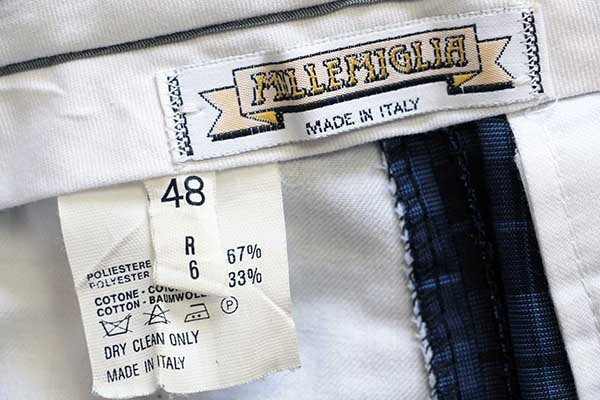 MILLEMIGLIA
MADE IN ITALY
48
R
6
POLIESTERE 67%
POLYESTER 33%
COTONE - CO
COTTON - BAUMWOL
P
DRY CLEAN ONLY
MADE IN ITALY